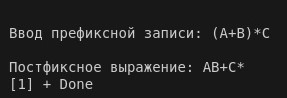 Ввод префиксной записи: (A+B)*C
Постфиксное выражение: AB+C*
[1] + Done